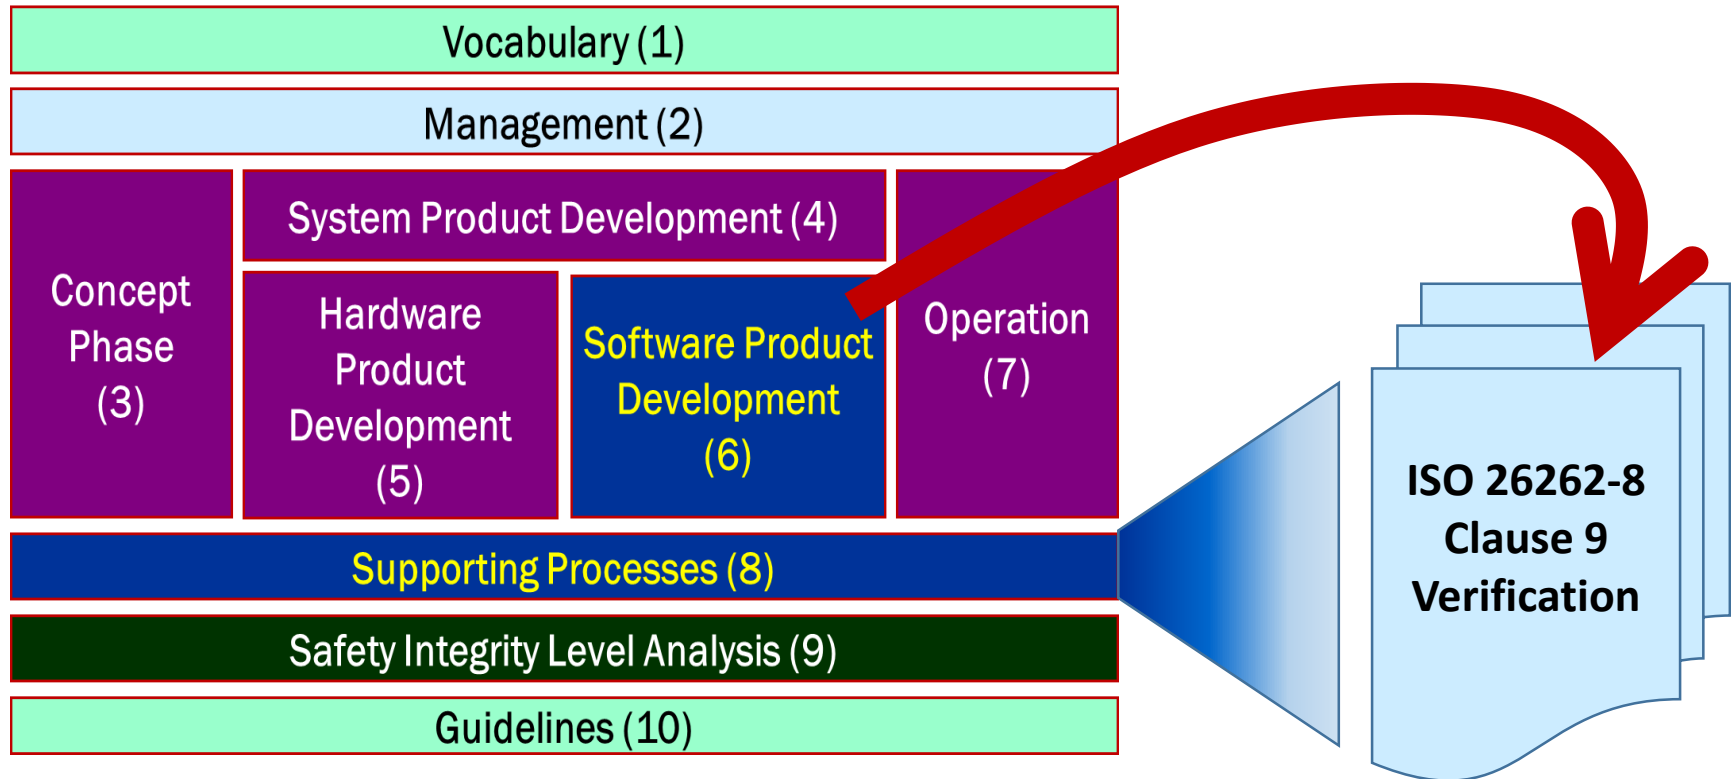 Vocabulary (1)
Management (2)
Concept
Phase
(3)
System Product Development (4)
Hardware
Product
Development
(5)
Software Product
Development
(6)
Operation
(7)
Supporting Processes (8)
Safety Integrity Level Analysis (9)
Guidelines (10)
ISO 26262-8
Clause 9
Verification